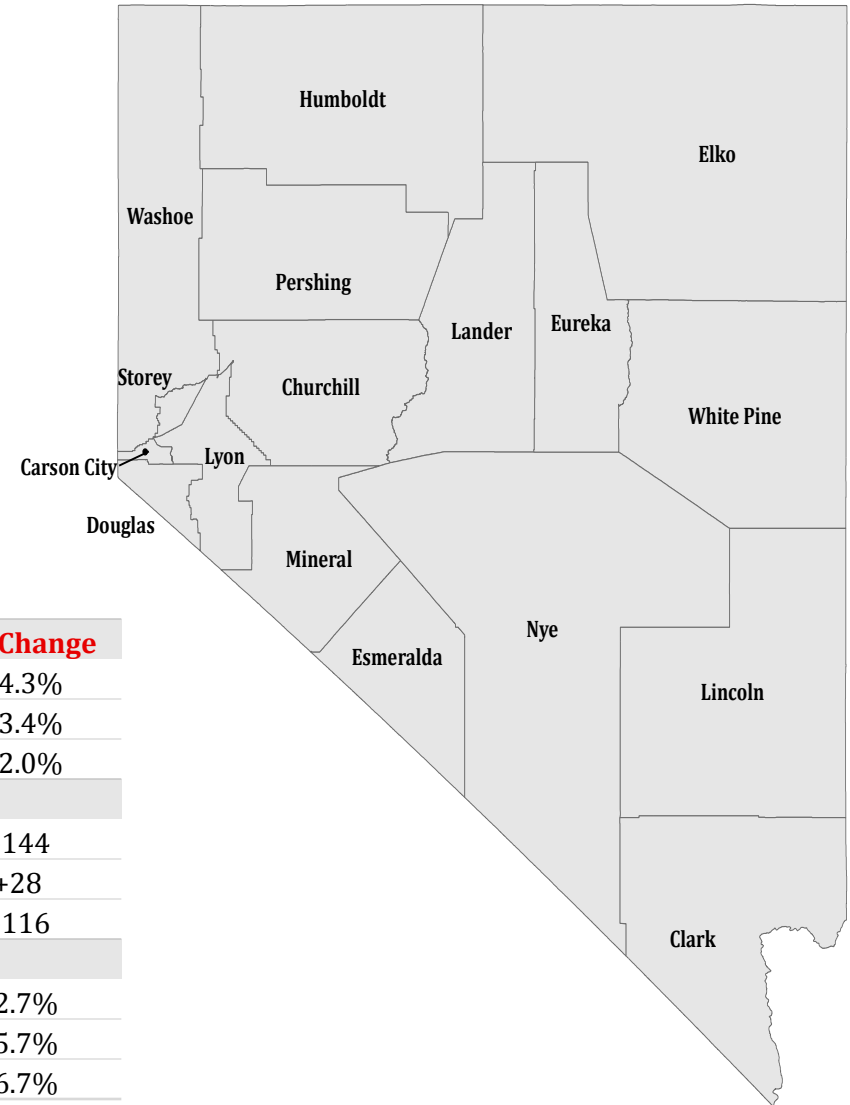 Humboldt
Elko
Washoe
Pershing
Lander
Eureka
Storey
Churchill
White Pine
Lyon
Carson City
Douglas
Mineral
Nye
Esmeralda
Lincoln
Clark
Change
4.3%
3.4%
2.0%
144
+28
116
2.7%
5.7%
6.7%